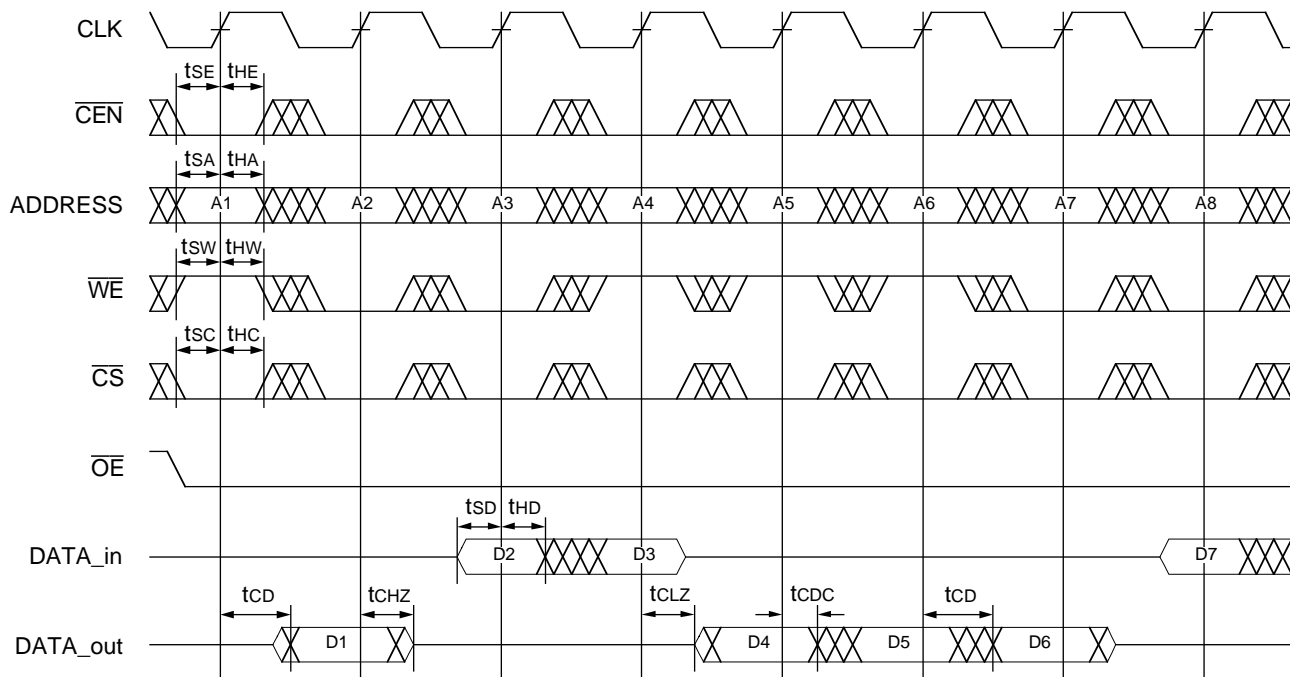 CLK
tSE tHE
CEN
tSA tHA
ADDRESS A1 A2 A3 A4 A5 A6 A7 A8
tSW tHW
WE
tSC tHC
CS
OE
tSD tHD
DATA_in D2 D3 D7
tCD tCHZ tCLZ tCDC tCD
DATA_out D1 D4 D5 D6